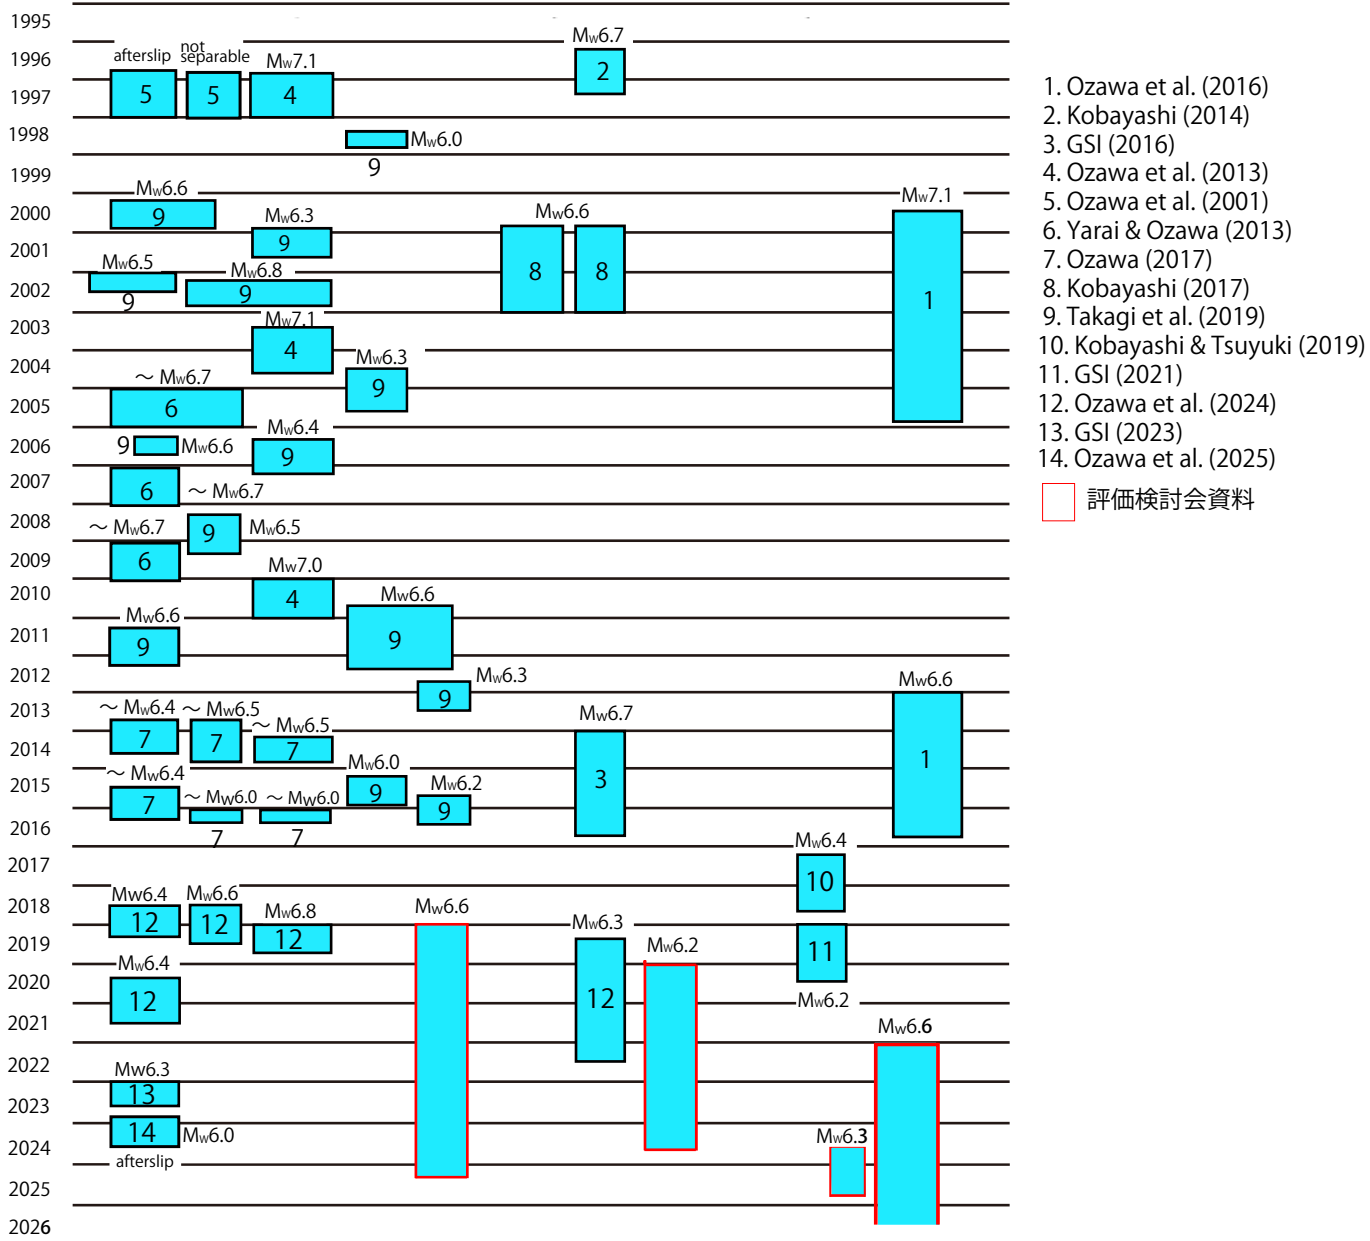 1995
1996
afterslip
not
separable
Mw7.1
Mw6.7
5
5
4
2
1997
1998
Mw6.0
9
1999
Mw6.6
2000
9
Mw6.3
Mw6.6
Mw7.1
2001
9
8
8
1
Mw6.5
Mw6.8
2002
9
9
2003
Mw7.1
4
2004
Mw6.3
9
～ Mw6.7
2005
6
2006
9
Mw6.6
Mw6.4
9
2007
6
～ Mw6.7
2008
～ Mw6.7
9
Mw6.5
2009
6
Mw7.0
2010
4
Mw6.6
2011
Mw6.6
9
9
2012
Mw6.3
9
Mw6.6
2013
～ Mw6.4
～ Mw6.5
～ Mw6.5
Mw6.7
2014
7
7
7
3
1
2015
～ Mw6.4
7
～ Mw6.0
～ Mw6.0
Mw6.0
9
Mw6.2
9
2016
7
7
Mw6.4
2017
10
2018
Mw6.4
Mw6.6
Mw6.8
Mw6.6
12
12
12
Mw6.3
Mw6.2
2019
11
Mw6.4
2020
12
12
Mw6.2
2021
Mw6.6
2022
Mw6.3
13
2023
14
Mw6.0
Mw6.3
2024
afterslip
2025
2026
1. Ozawa et al. (2016)
2. Kobayashi (2014)
3. GSI (2016)
4. Ozawa et al. (2013)
5. Ozawa et al. (2001)
6. Yarai & Ozawa (2013)
7. Ozawa (2017)
8. Kobayashi (2017)
9. Takagi et al. (2019)
10. Kobayashi & Tsuyuki (2019)
11. GSI (2021)
12. Ozawa et al. (2024)
13. GSI (2023)
14. Ozawa et al. (2025)
評価検討会資料